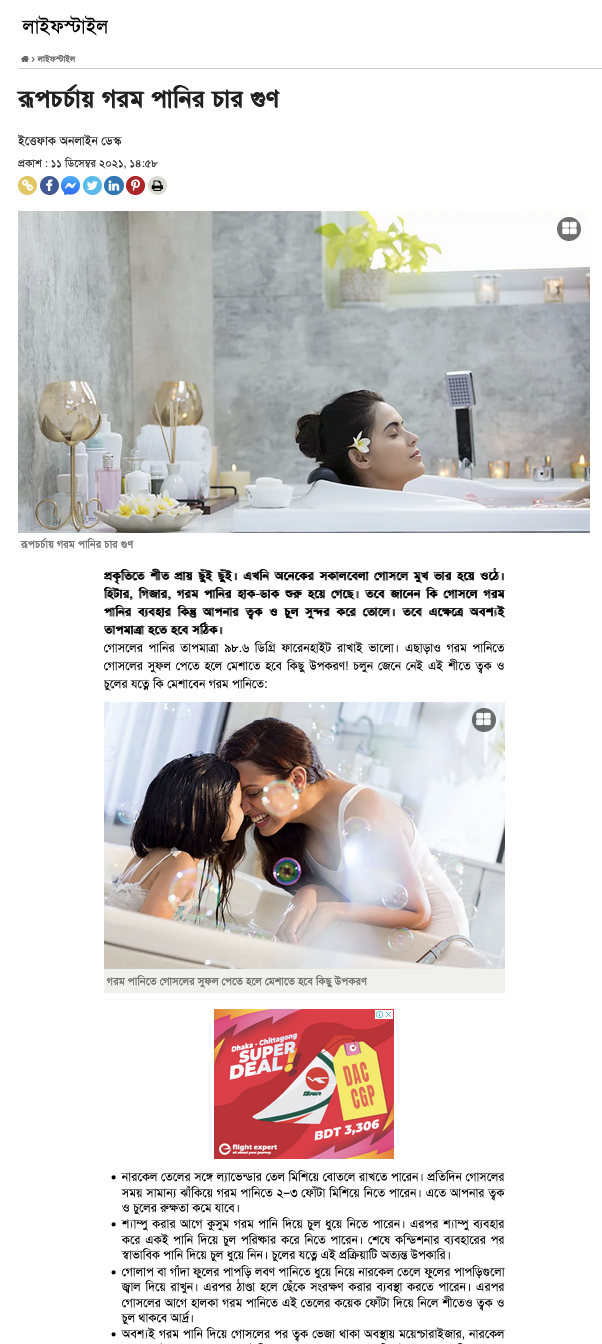 লাইফস্টাইল
লাইফস্টাইল
রূপচর্চায় গরম পানির চার গুণ
ইত্তেফাক অনলাইন ডেস্ক
প্রকাশ : ১১ ডিসেম্বর ২০২১, ১৪:৫৮
রূপচর্চায় গরম পানির চার গুণ
প্রকৃতিতে শীত প্রায় ছুঁই ছুঁই। এখনি অনেকের সকালবেলা গোসলে মুখ ভার হয়ে ওঠে।
হিটার, গিজার, গরম পানির হাক-ডাক শুরু হয়ে গেছে। তবে জানেন কি গোসলে গরম
পানির ব্যবহার কিন্তু আপনার ত্বক ও চুল সুন্দর করে তোলে। তবে এক্ষেত্রে অবশ্যই
তাপমাত্রা হতে হবে সঠিক।
গোসলের পানির তাপমাত্রা ৯৮.৬ ডিগ্রি ফারেনহাইট রাখাই ভালো। এছাড়াও গরম পানিতে
গোসলের সুফল পেতে হলে মেশাতে হবে কিছু উপকরণ! চলুন জেনে নেই এই শীতে ত্বক ও
চুলের যত্নে কি মেশাবেন গরম পানিতে:
গরম পানিতে গোসলের সুফল পেতে হলে মেশাতে হবে কিছু উপকরণ
Dhaka - Chittagong
SUPER
DEAL!
DAC
CGP
BDT 3,306
flight expert
• নারকেল তেলের সঙ্গে ল্যাভেন্ডার তেল মিশিয়ে বোতলে রাখতে পারেন। প্রতিদিন গোসলের
সময় সামান্য ঝাঁকিয়ে গরম পানিতে ২–৩ ফোঁটা মিশিয়ে নিতে পারেন। এতে আপনার ত্বক
ও চুলের রুক্ষতা কমে যাবে।
• শ্যাম্পু করার আগে কুসুম গরম পানি দিয়ে চুল ধুয়ে নিতে পারেন। এরপর শ্যাম্পু ব্যবহার
করে একই পানি দিয়ে চুল পরিষ্কার করে নিতে পারেন। শেষে কন্ডিশনার ব্যবহারের পর
স্বাভাবিক পানি দিয়ে চুল ধুয়ে নিন। চুলের যত্নে এই প্রক্রিয়াটি অত্যন্ত উপকারি।
• গোলাপ বা গাঁদা ফুলের পাপড়ি লবণ পানিতে ধুয়ে নিয়ে নারকেল তেলে ফুলের পাপড়িগুলো
জ্বাল দিয়ে রাখুন। এরপর ঠাণ্ডা হলে ছেঁকে সংরক্ষণ করার ব্যবস্থা করতে পারেন। এরপর
গোসলের আগে হালকা গরম পানিতে এই তেলের কয়েক ফোঁটা দিয়ে নিলে শীতেও ত্বক ও
চুল থাকবে আর্দ্র।
• অবশ্যই গরম পানি দিয়ে গোসলের পর ত্বক ভেজা থাকা অবস্থায় ময়েশ্চারাইজার, নারকেল